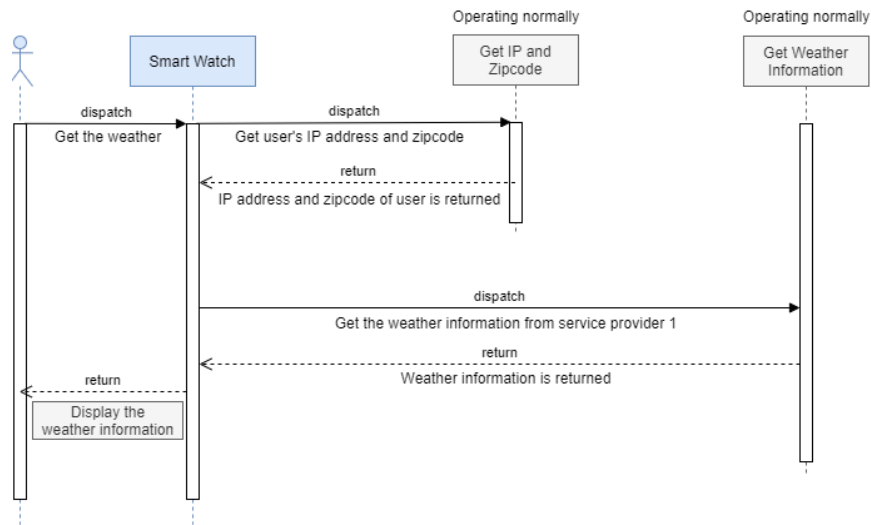 Operating normally
Operating normally
Smart Watch
Get IP and
Zipcode
Get Weather
Information
dispatch
Get the weather
dispatch
Get user's IP address and zipcode
return
IP address and zipcode of user is returned
dispatch
Get the weather information from service provider 1
return
Weather information is returned
return
Display the
weather information